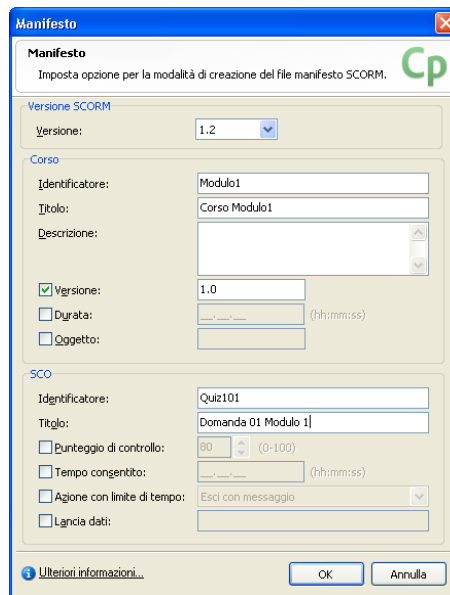 Manifesto
Manifesto
Imposta opzione per la modalità di creazione del file manifesto SCORM.
Cp
Versione SCORM
Versione: 1.2
Corso
Identificatore: Modulo1
Titolo: Corso Modulo1
Descrizione:
Versione: 1.0
Durata: __.__.__ (hh:mm:ss)
Oggetto:
SCO
Identificatore: Quiz101
Titolo: Domanda 01 Modulo 1
Punteggio di controllo: 80 (0-100)
Tempo consentito: __.__.__ (hh:mm:ss)
Azione con limite di tempo: Esci con messaggio
Lancia dati:
Ulteriori informazioni... OK Annulla